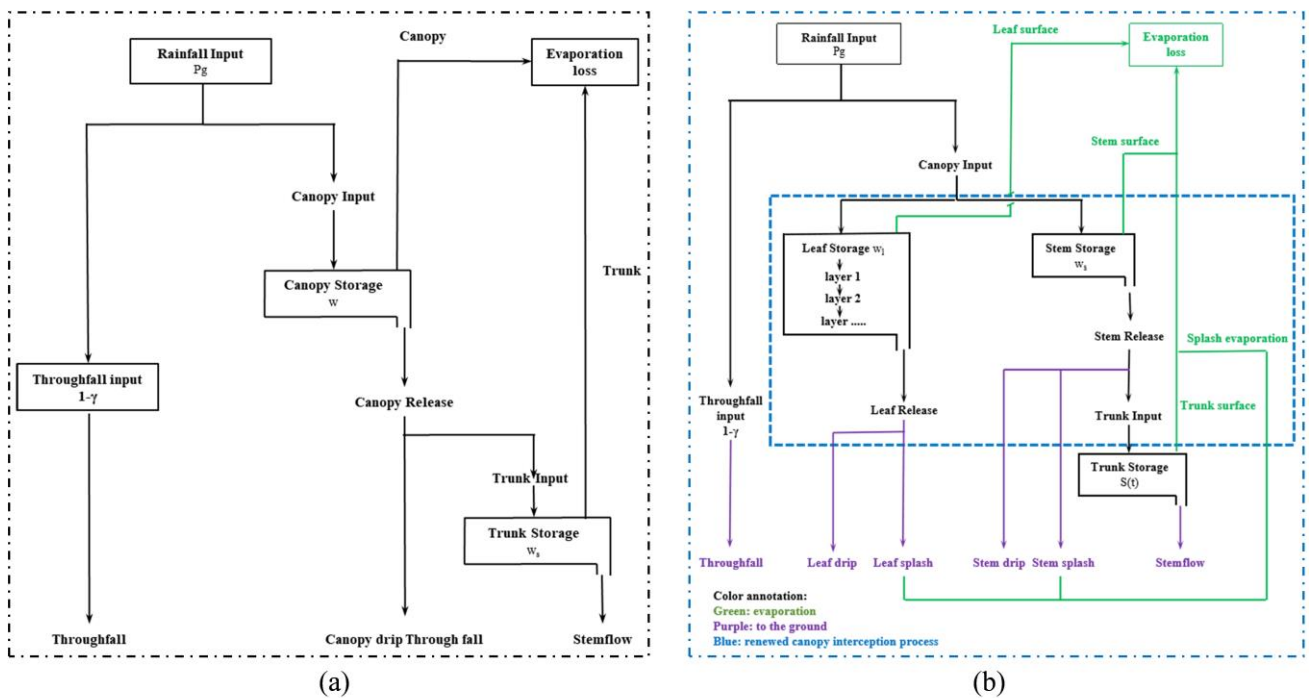 Rainfall Input
Pg
Canopy
Evaporation
loss
Canopy Input
Canopy Storage
w
Trunk
Throughfall input
1-γ
Canopy Release
Trunk Input
Trunk Storage
ws
Throughfall
Canopy drip Through fall
Stemflow
(a)
Rainfall Input
Pg
Leaf surface
Evaporation
loss
Stem surface
Canopy Input
Leaf Storage wl
layer 1
layer 2
layer .....
Stem Storage
ws
Stem Release
Splash evaporation
Throughfall
input
1-γ
Leaf Release
Trunk Input
Trunk surface
Trunk Storage
S(t)
Throughfall
Leaf drip
Leaf splash
Stem drip
Stem splash
Stemflow
Color annotation:
Green: evaporation
Purple: to the ground
Blue: renewed canopy interception process
(b)